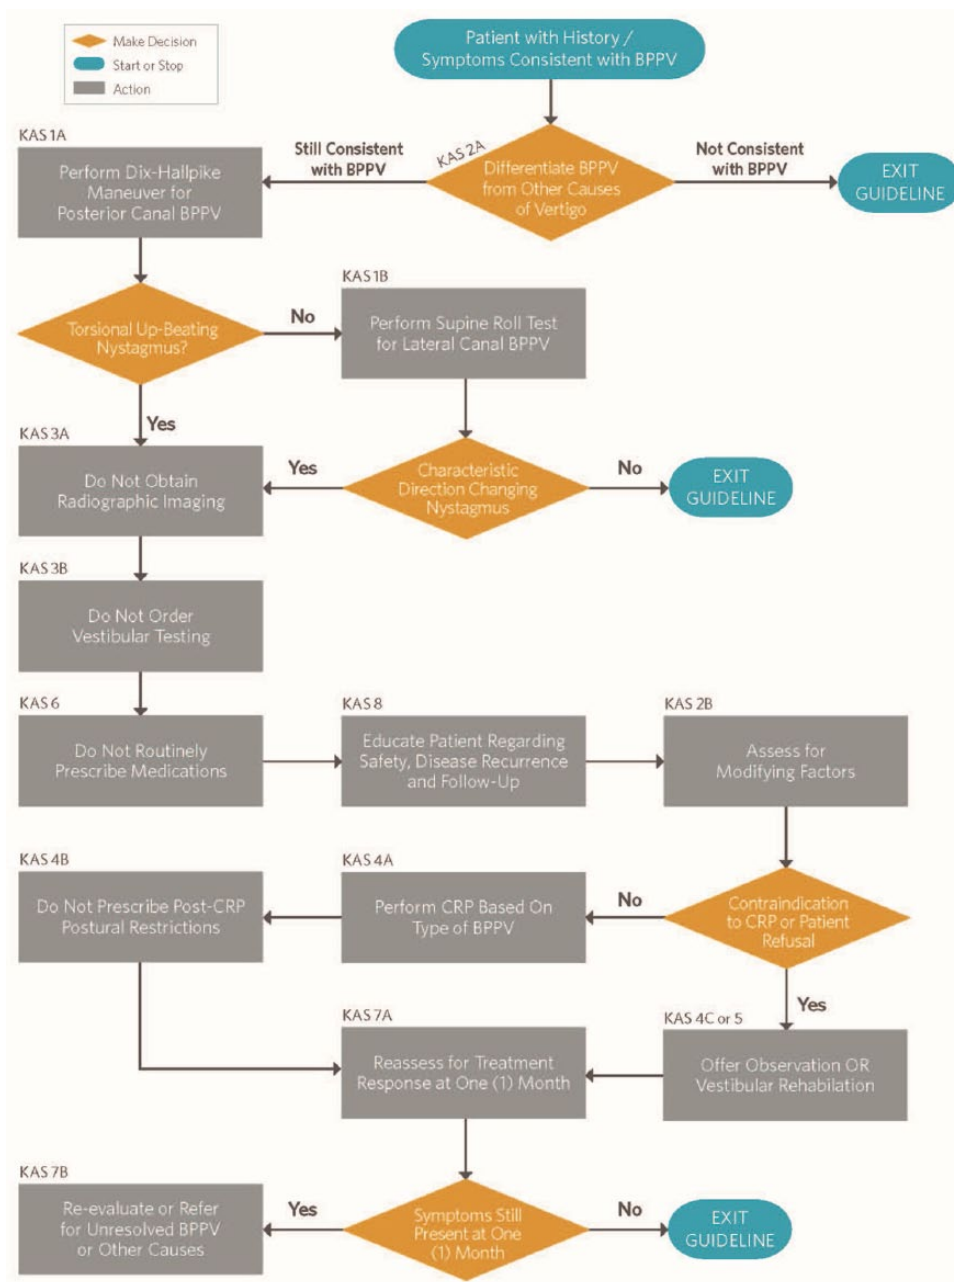 Make Decision
Start or Stop
Action
Patient with History /
Symptoms Consistent with BPPV
KAS 2A
Differentiate BPPV
from Other Causes
of Vertigo
Still Consistent
with BPPV
Not Consistent
with BPPV
EXIT
GUIDELINE
KAS 1A
Perform Dix-Hallpike
Maneuver for
Posterior Canal BPPV
Torsional Up-Beating
Nystagmus?
No
KAS 1B
Perform Supine Roll Test
for Lateral Canal BPPV
Yes
KAS 3A
Do Not Obtain
Radiographic Imaging
Yes
Characteristic
Direction Changing
Nystagmus
No
EXIT
GUIDELINE
KAS 3B
Do Not Order
Vestibular Testing
KAS 6
Do Not Routinely
Prescribe Medications
KAS 8
Educate Patient Regarding
Safety, Disease Recurrence
and Follow-Up
KAS 2B
Assess for
Modifying Factors
KAS 4B
Do Not Prescribe Post-CRP
Postural Restrictions
KAS 4A
Perform CRP Based On
Type of BPPV
No
Contraindication
to CRP or Patient
Refusal
Yes
KAS 7A
Reassess for Treatment
Response at One (1) Month
KAS 4C or 5
Offer Observation OR
Vestibular Rehabilation
KAS 7B
Re-evaluate or Refer
for Unresolved BPPV
or Other Causes
Yes
Symptoms Still
Present at One
(1) Month
No
EXIT
GUIDELINE